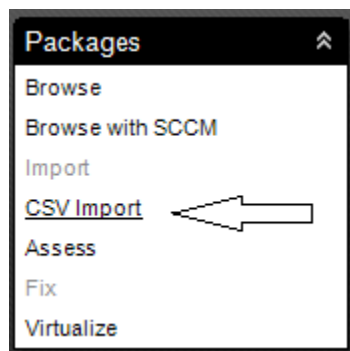 Packages
Browse
Browse with SCCM
Import
CSV Import
Assess
Fix
Virtualize